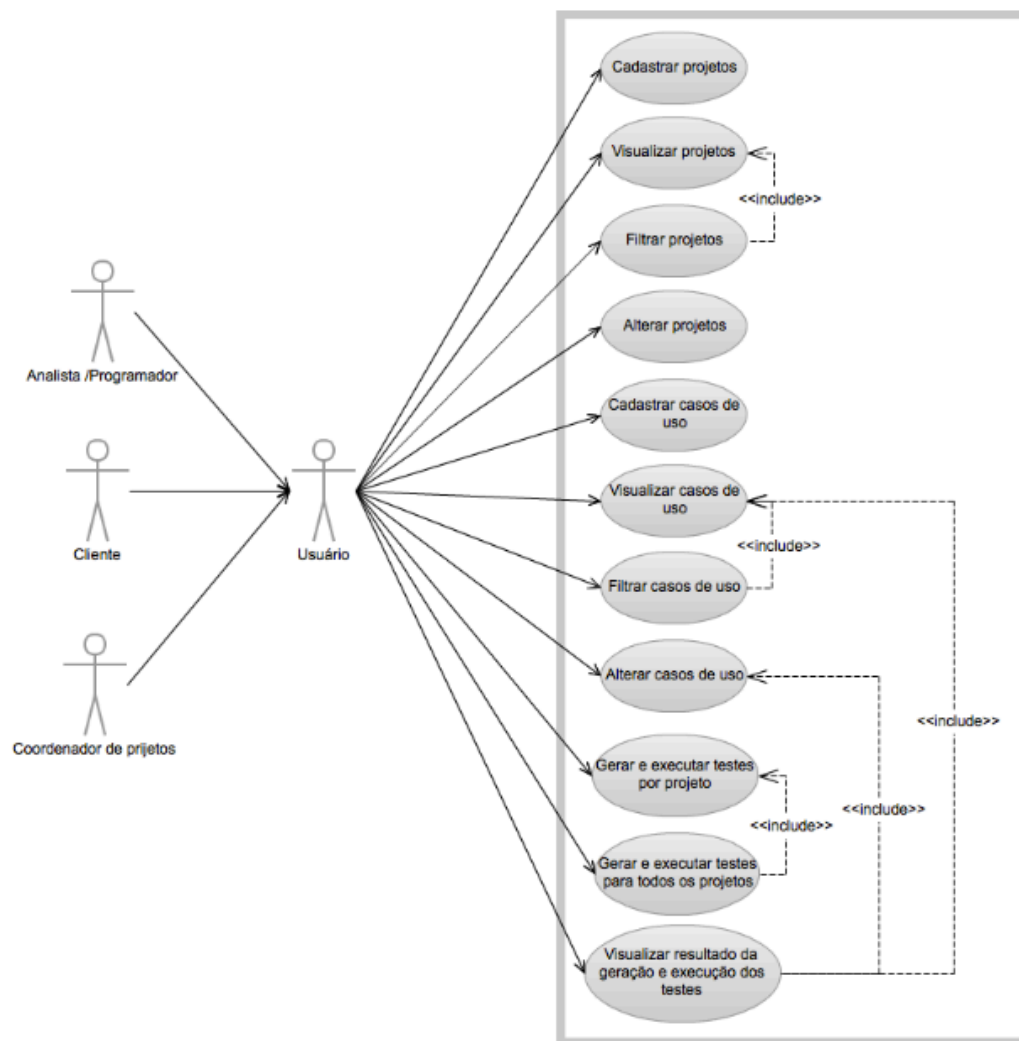 Cadastrar projetos
Visualizar projetos
<<include>>
Filtrar projetos
Alterar projetos
Analista /Programador
Cadastrar casos de
uso
Cliente
Usuário
Visualizar casos de
uso
<<include>>
Filtrar casos de uso
Alterar casos de uso
<<include>>
Coordenador de prijetos
Gerar e executar testes
por projeto
<<include>>
<<include>>
Gerar e executar testes
para todos os projetos
Visualizar resultado da
geração e execução dos
testes